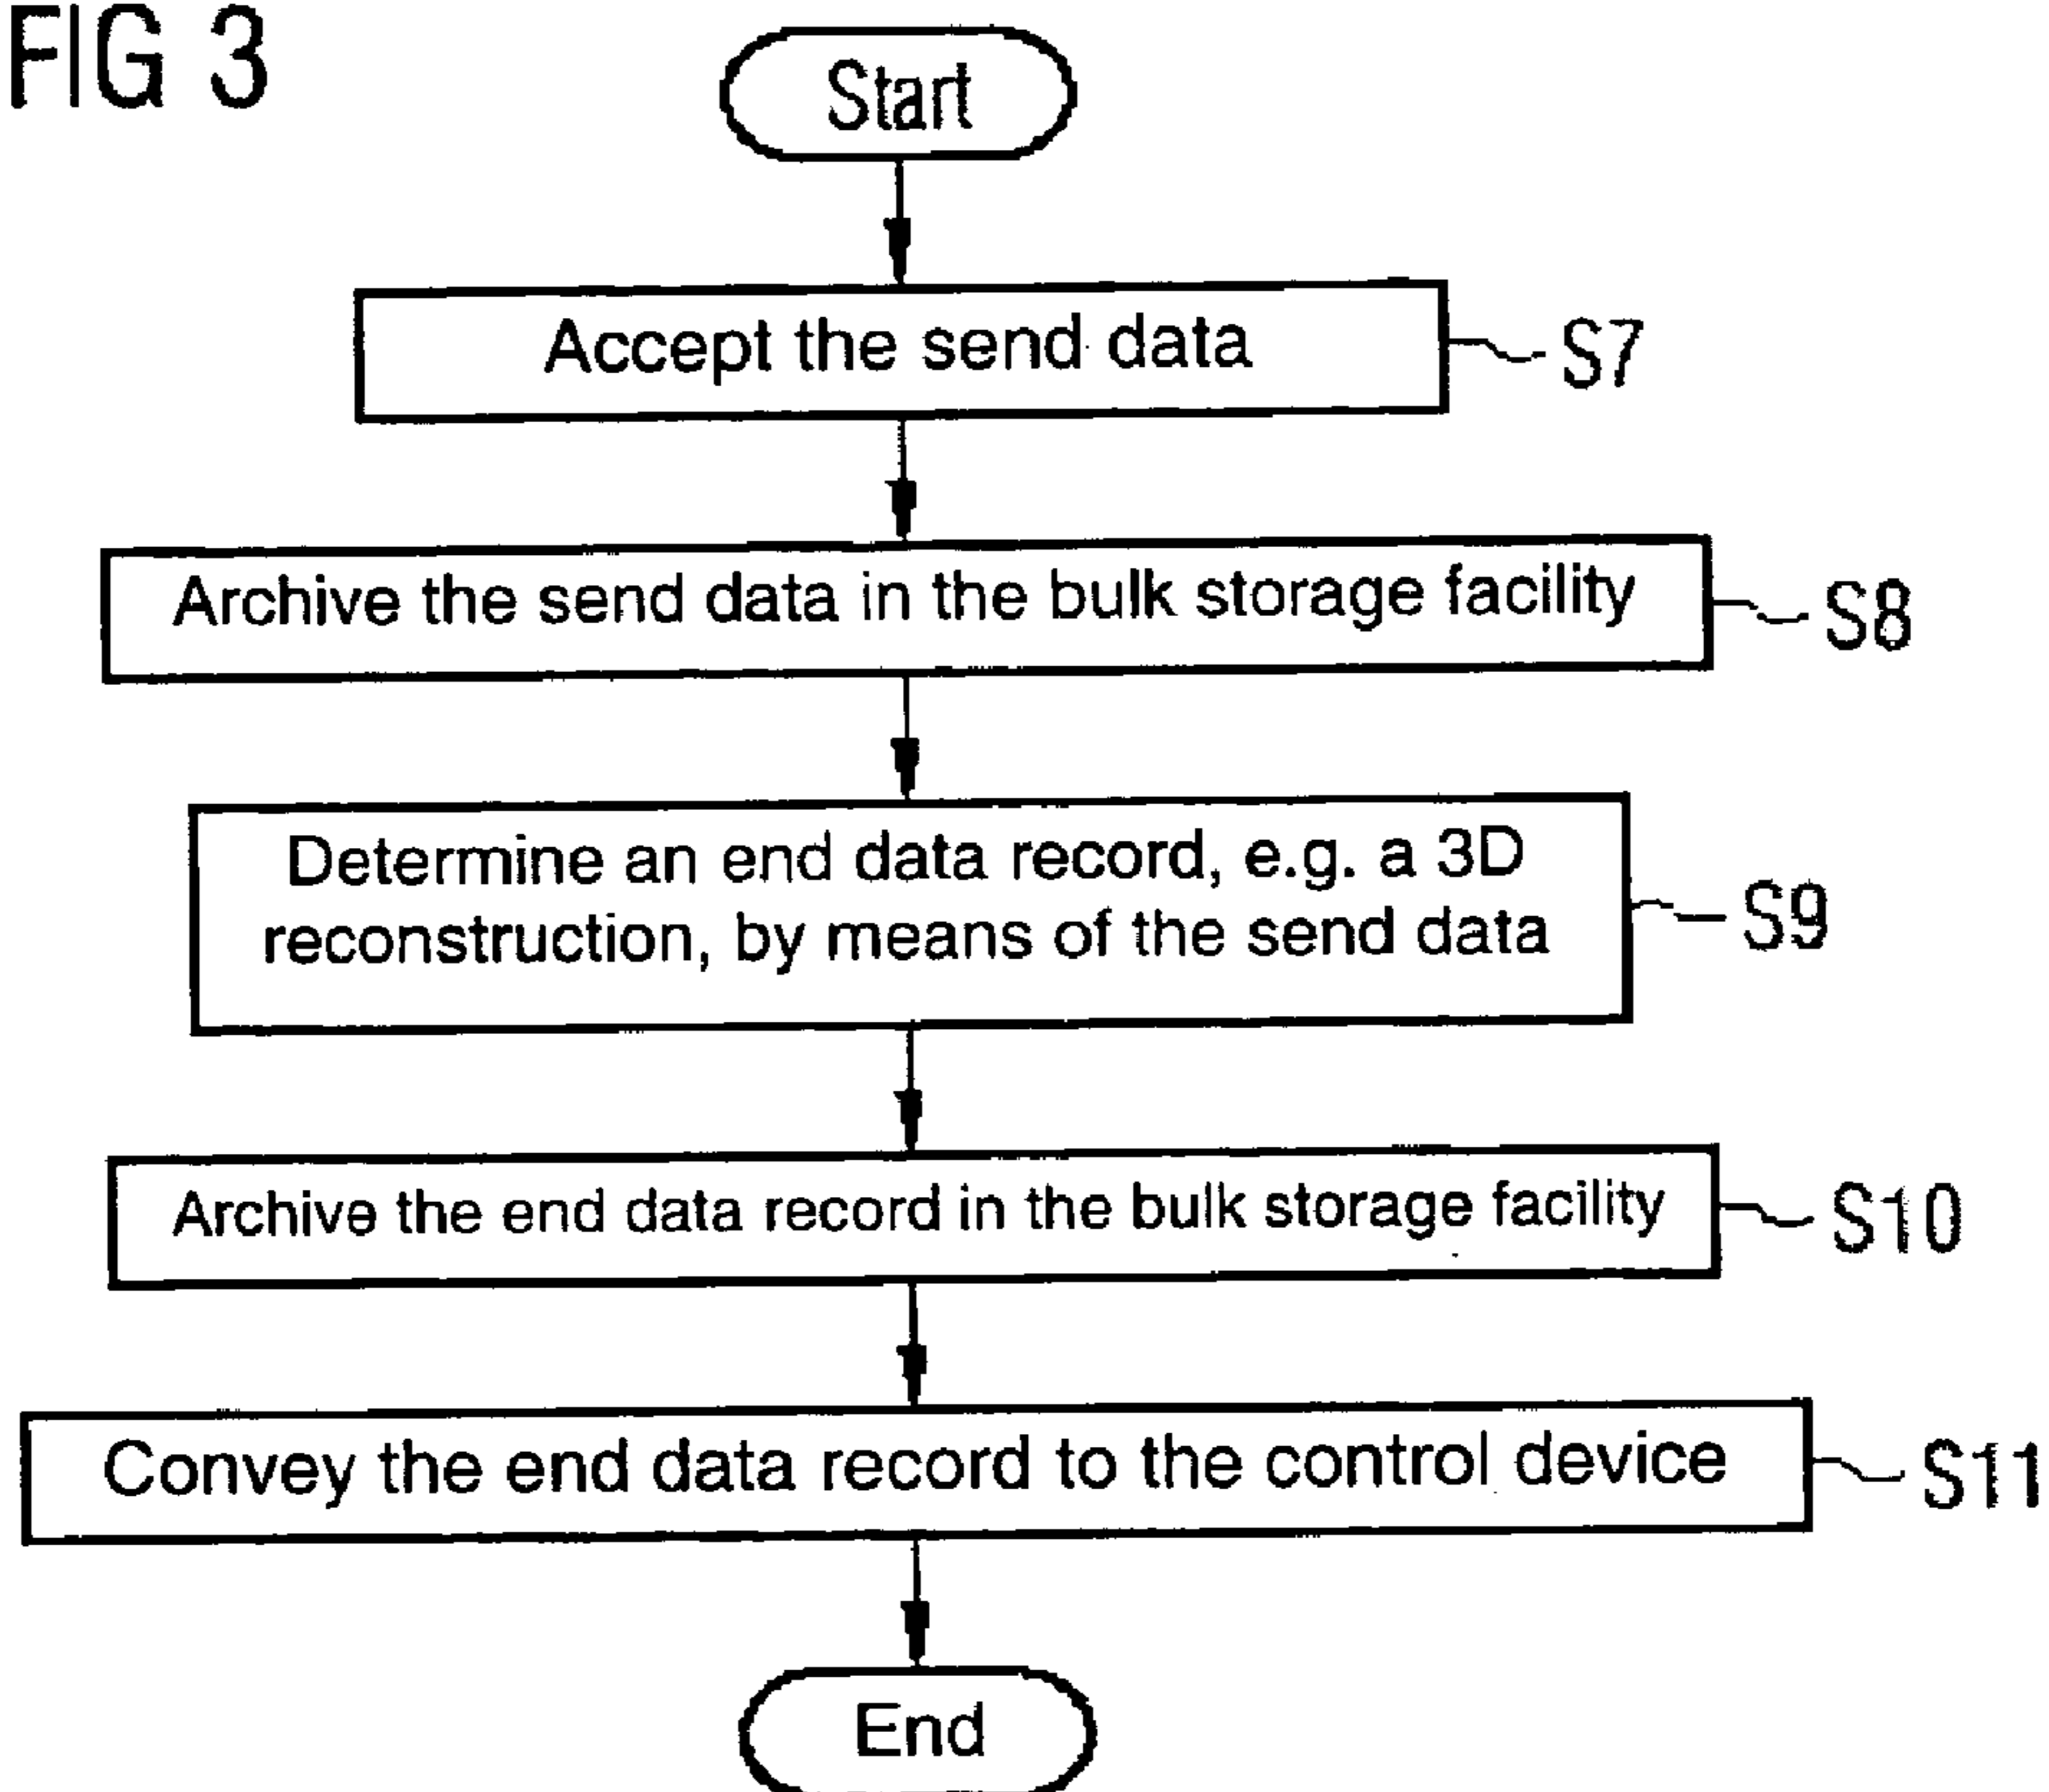 FIG 3
Start
Accept the send data
S7
Archive the send data in the bulk storage facility
S8
Determine an end data record, e.g. a 3D
reconstruction, by means of the send data
S9
Archive the end data record in the bulk storage facility
S10
Convey the end data record to the control device
S11
End